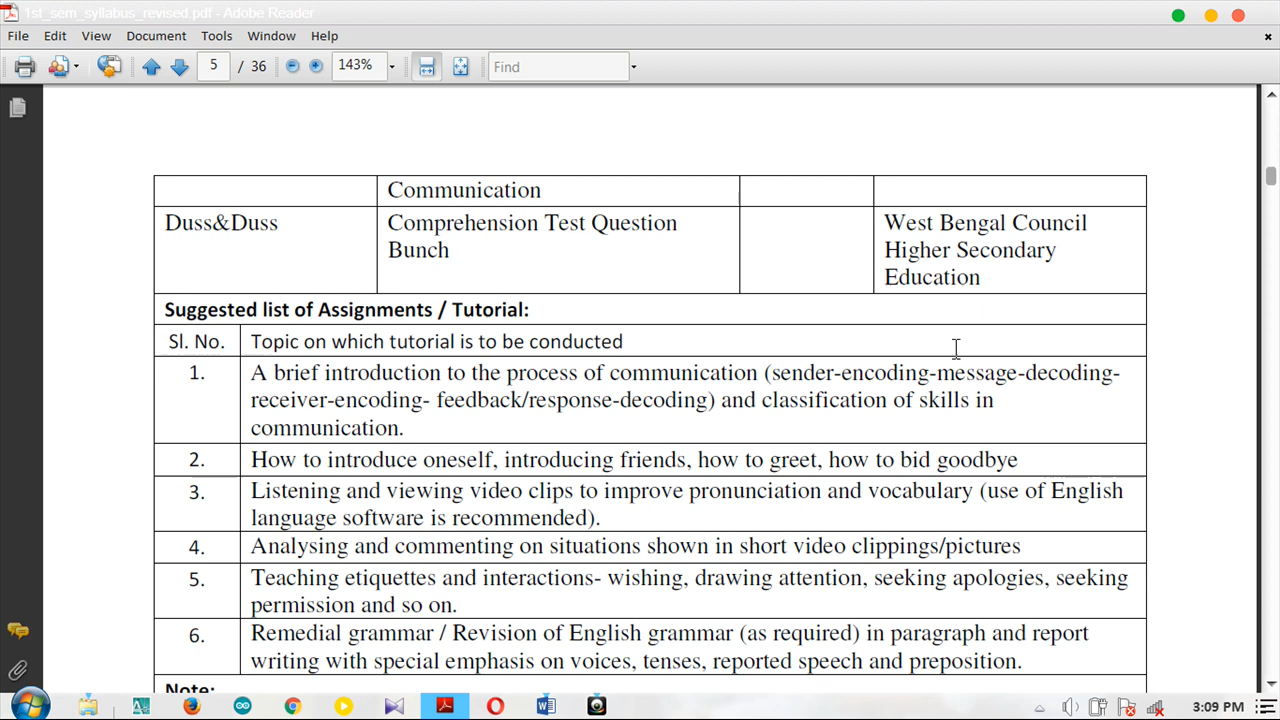 1st_sem_syllabus_revised.pdf - Adobe Reader
File Edit View Document Tools Window Help
5 / 36 143% Find
Communication
Duss&Duss Comprehension Test Question West Bengal Council
Bunch Higher Secondary
Education
Suggested list of Assignments / Tutorial:
Sl. No. Topic on which tutorial is to be conducted
1. A brief introduction to the process of communication (sender-encoding-message-decoding-
receiver-encoding- feedback/response-decoding) and classification of skills in
communication.
2. How to introduce oneself, introducing friends, how to greet, how to bid goodbye
3. Listening and viewing video clips to improve pronunciation and vocabulary (use of English
language software is recommended).
4. Analysing and commenting on situations shown in short video clippings/pictures
5. Teaching etiquettes and interactions- wishing, drawing attention, seeking apologies, seeking
permission and so on.
6. Remedial grammar / Revision of English grammar (as required) in paragraph and report
writing with special emphasis on voices, tenses, reported speech and preposition.
Note:
3:09 PM